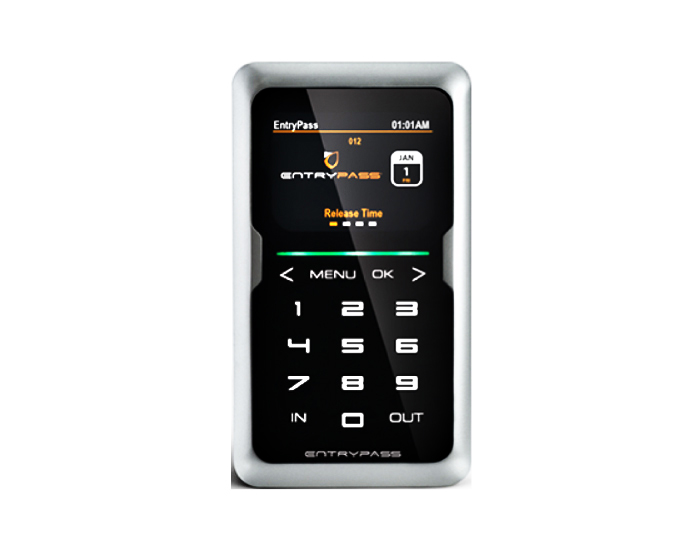 EntryPass 01:01AM
012
JAN
ENTRYPASS
1
Release Time
< MENU OK >
1 2 3
4 5 6
7 8 9
IN 0 OUT
ENTRYPASS